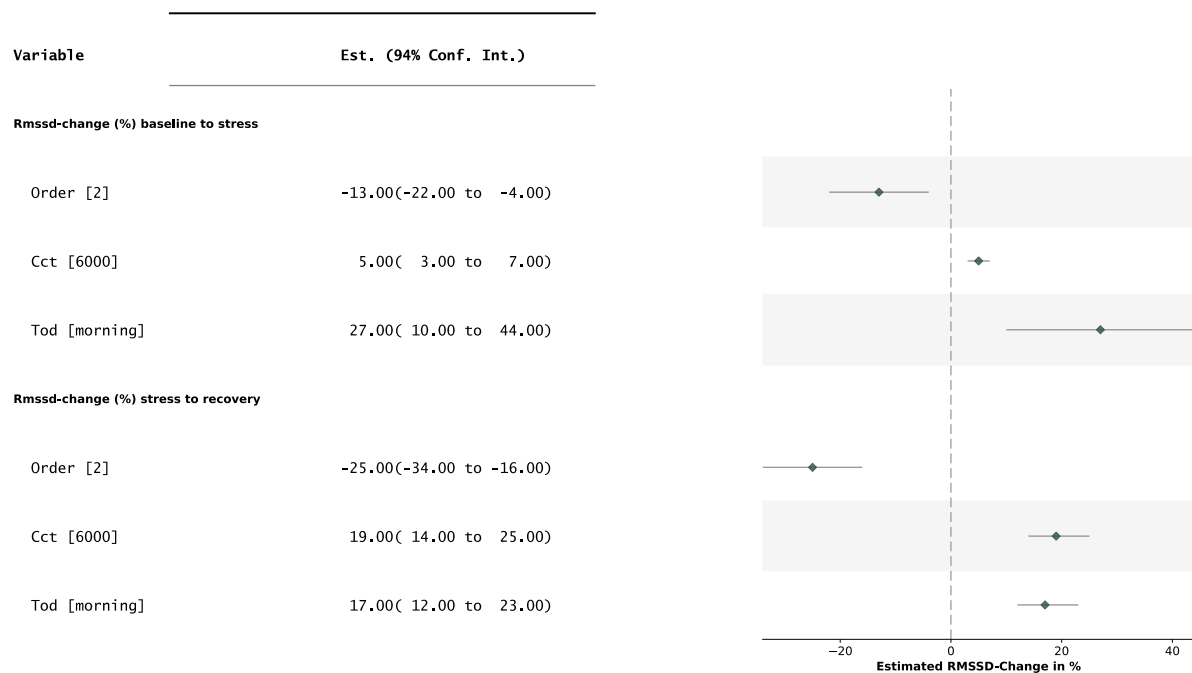 Variable Est. (94% Conf. Int.)
Rmssd-change (%) baseline to stress
Order [2] -13.00(-22.00 to -4.00)
Cct [6000] 5.00( 3.00 to 7.00)
Tod [morning] 27.00( 10.00 to 44.00)
Rmssd-change (%) stress to recovery
Order [2] -25.00(-34.00 to -16.00)
Cct [6000] 19.00( 14.00 to 25.00)
Tod [morning] 17.00( 12.00 to 23.00)
−20 0 20 40
Estimated RMSSD-Change in %